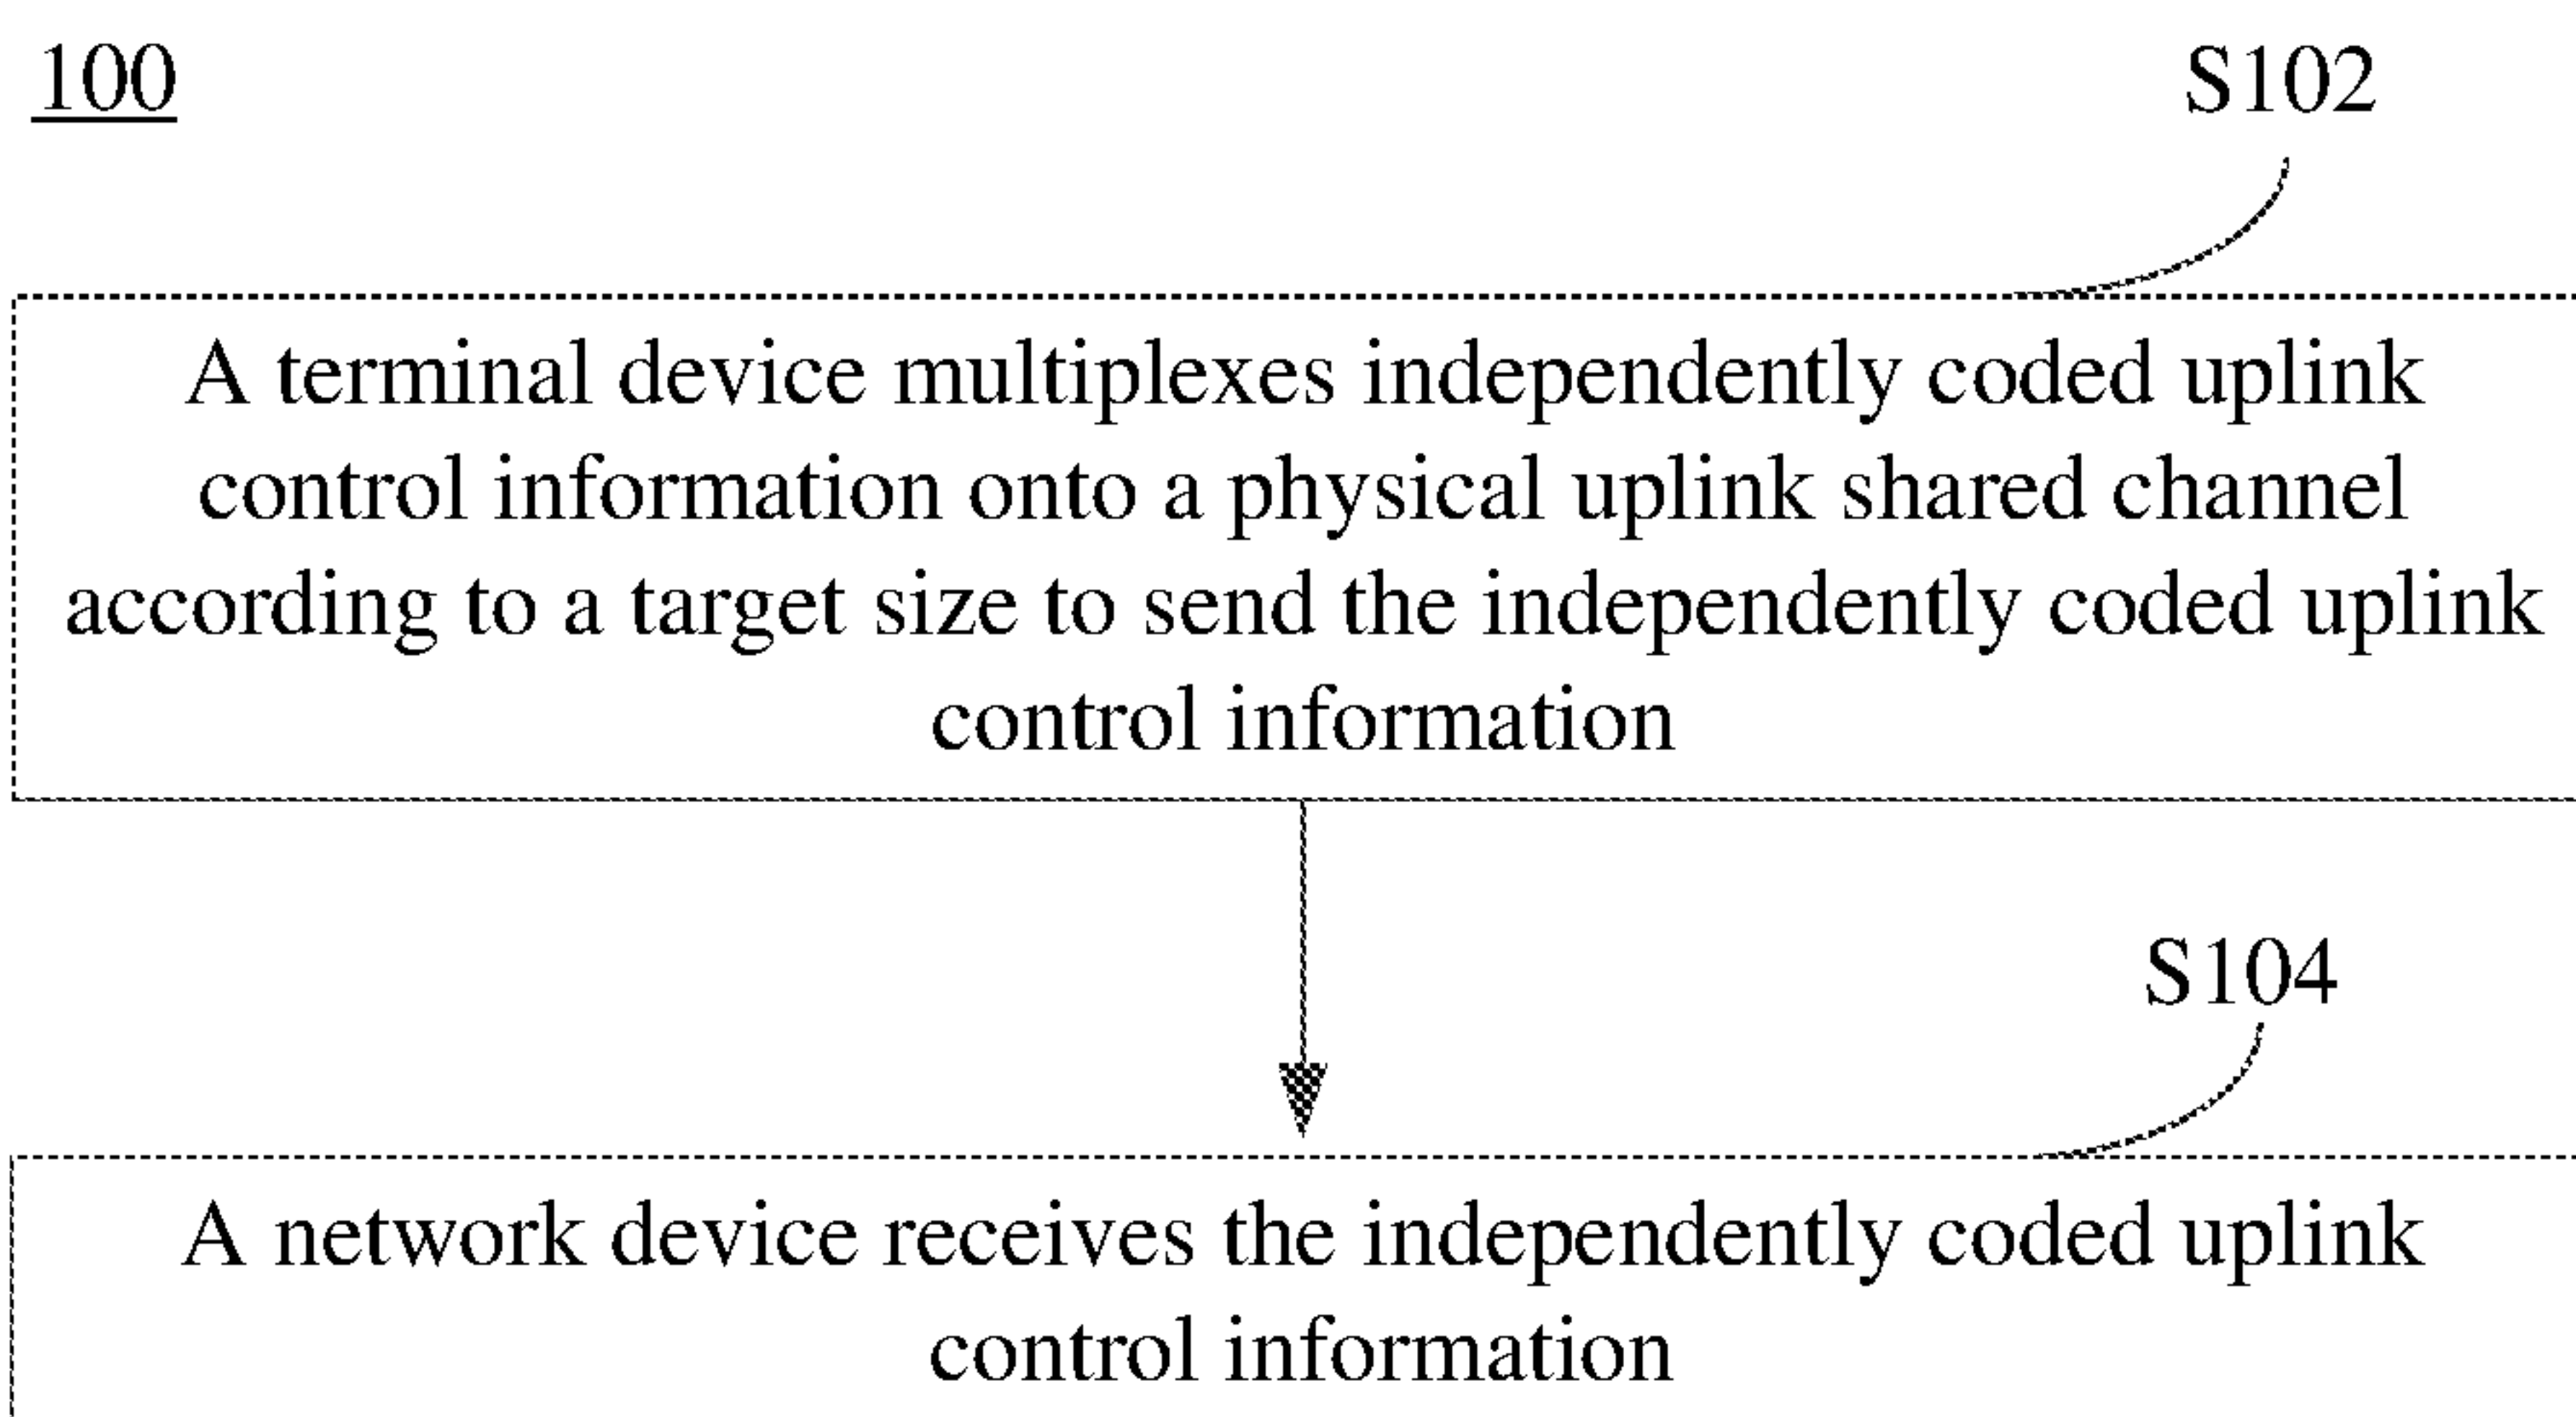 100
S102
A terminal device multiplexes independently coded uplink
control information onto a physical uplink shared channel
according to a target size to send the independently coded uplink
control information
S104
A network device receives the independently coded uplink
control information